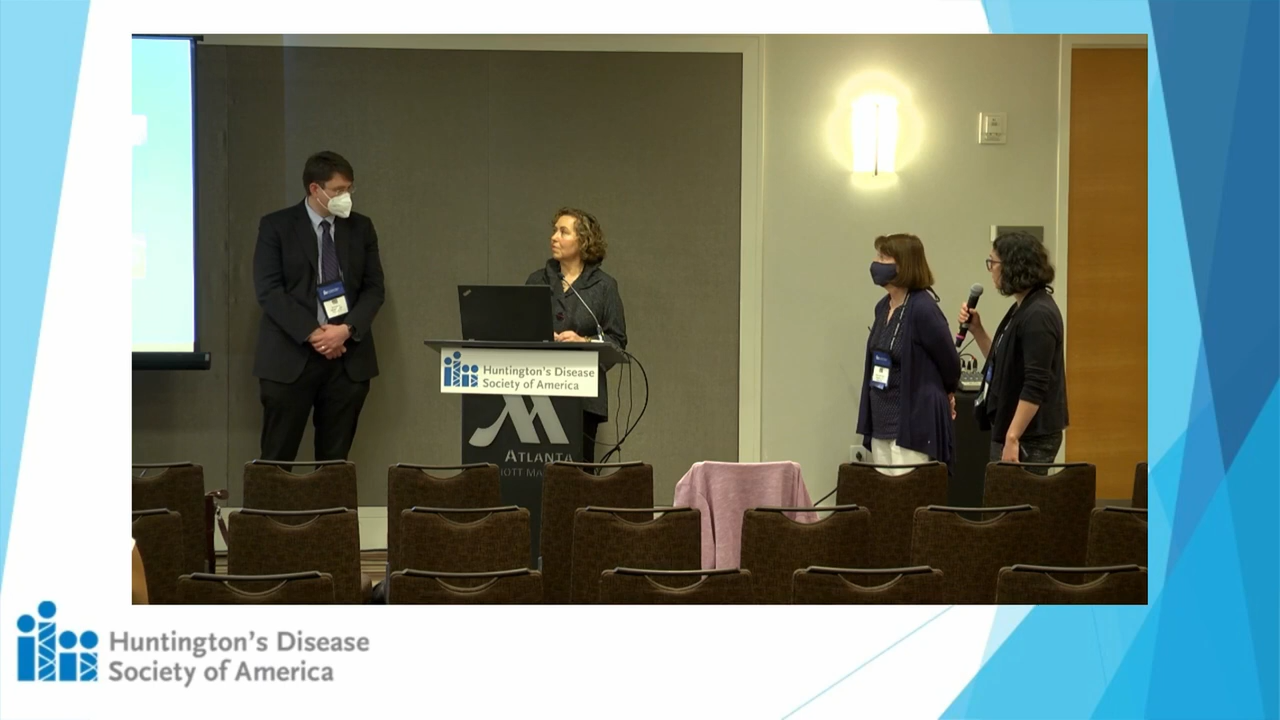 Huntington's Disease
Society of America
ATLANTA
Huntington's Disease
Society of America